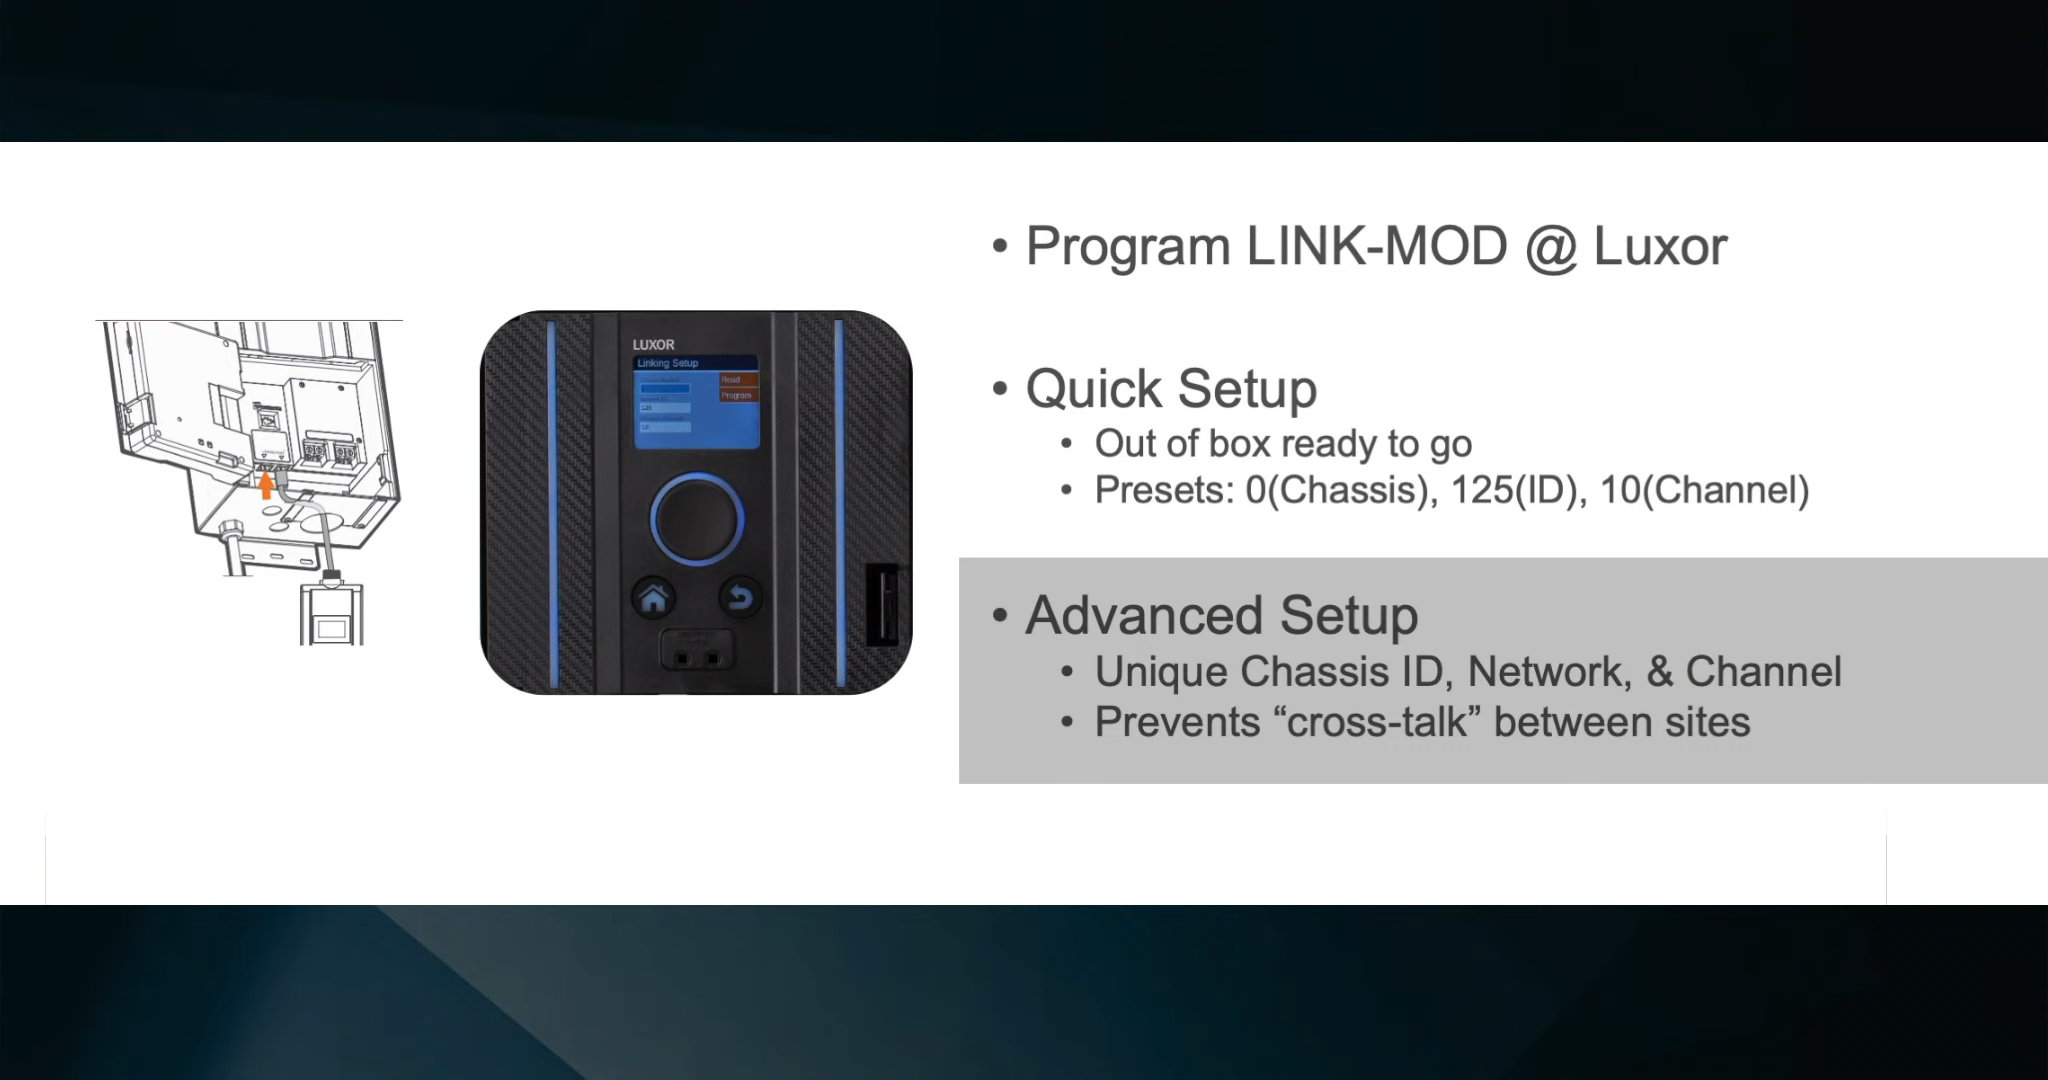 • Program LINK-MOD @ Luxor
• Quick Setup
• Out of box ready to go
• Presets: 0(Chassis), 125(ID), 10(Channel)
• Advanced Setup
• Unique Chassis ID, Network, & Channel
• Prevents “cross-talk” between sites
LUXOR
Linking Setup
Read
Program
125
10